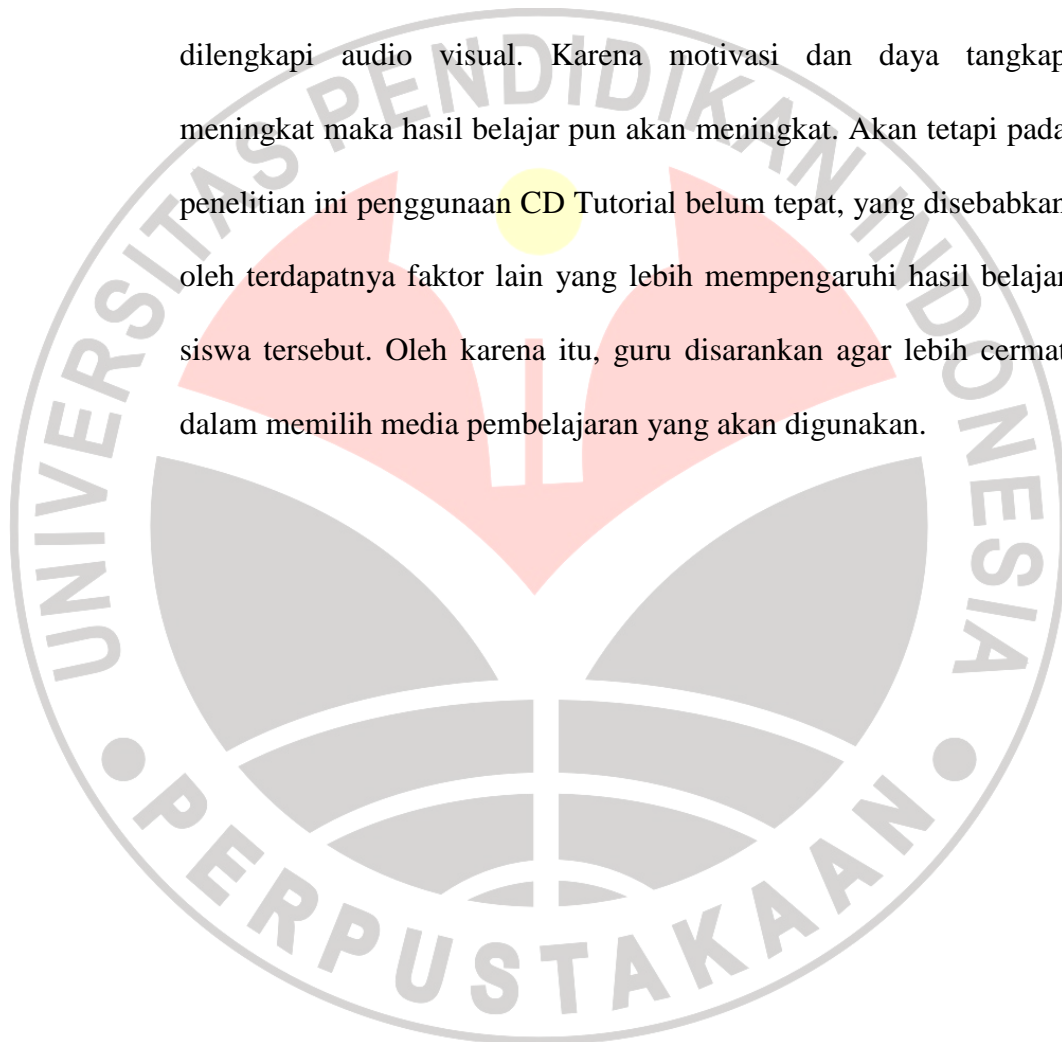 dilengkapi audio visual. Karena motivasi dan daya tangkap
meningkat maka hasil belajar pun akan meningkat. Akan tetapi pada
penelitian ini penggunaan CD Tutorial belum tepat, yang disebabkan
oleh terdapatnya faktor lain yang lebih mempengaruhi hasil belajar
siswa tersebut. Oleh karena itu, guru disarankan agar lebih cermat
dalam memilih media pembelajaran yang akan digunakan.
UNIVERSITAS PENDIDIKAN INDONESIA
PERPUSTAKAAN